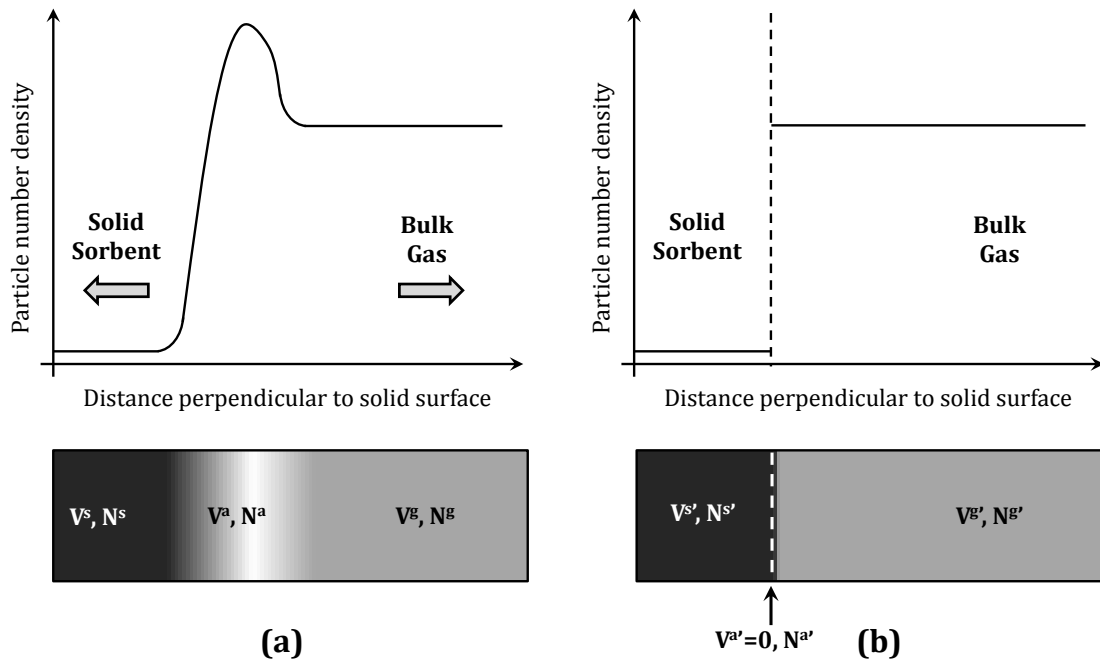 Particle number density
Solid
Sorbent
Bulk
Gas
Distance perpendicular to solid surface
Vˢ, Nˢ
Vᵃ, Nᵃ
Vᵍ, Nᵍ
(a)
Particle number density
Solid
Sorbent
Bulk
Gas
Distance perpendicular to solid surface
Vˢ’, Nˢ’
Vᵍ’, Nᵍ’
Vᵃ’=0, Nᵃ’
(b)